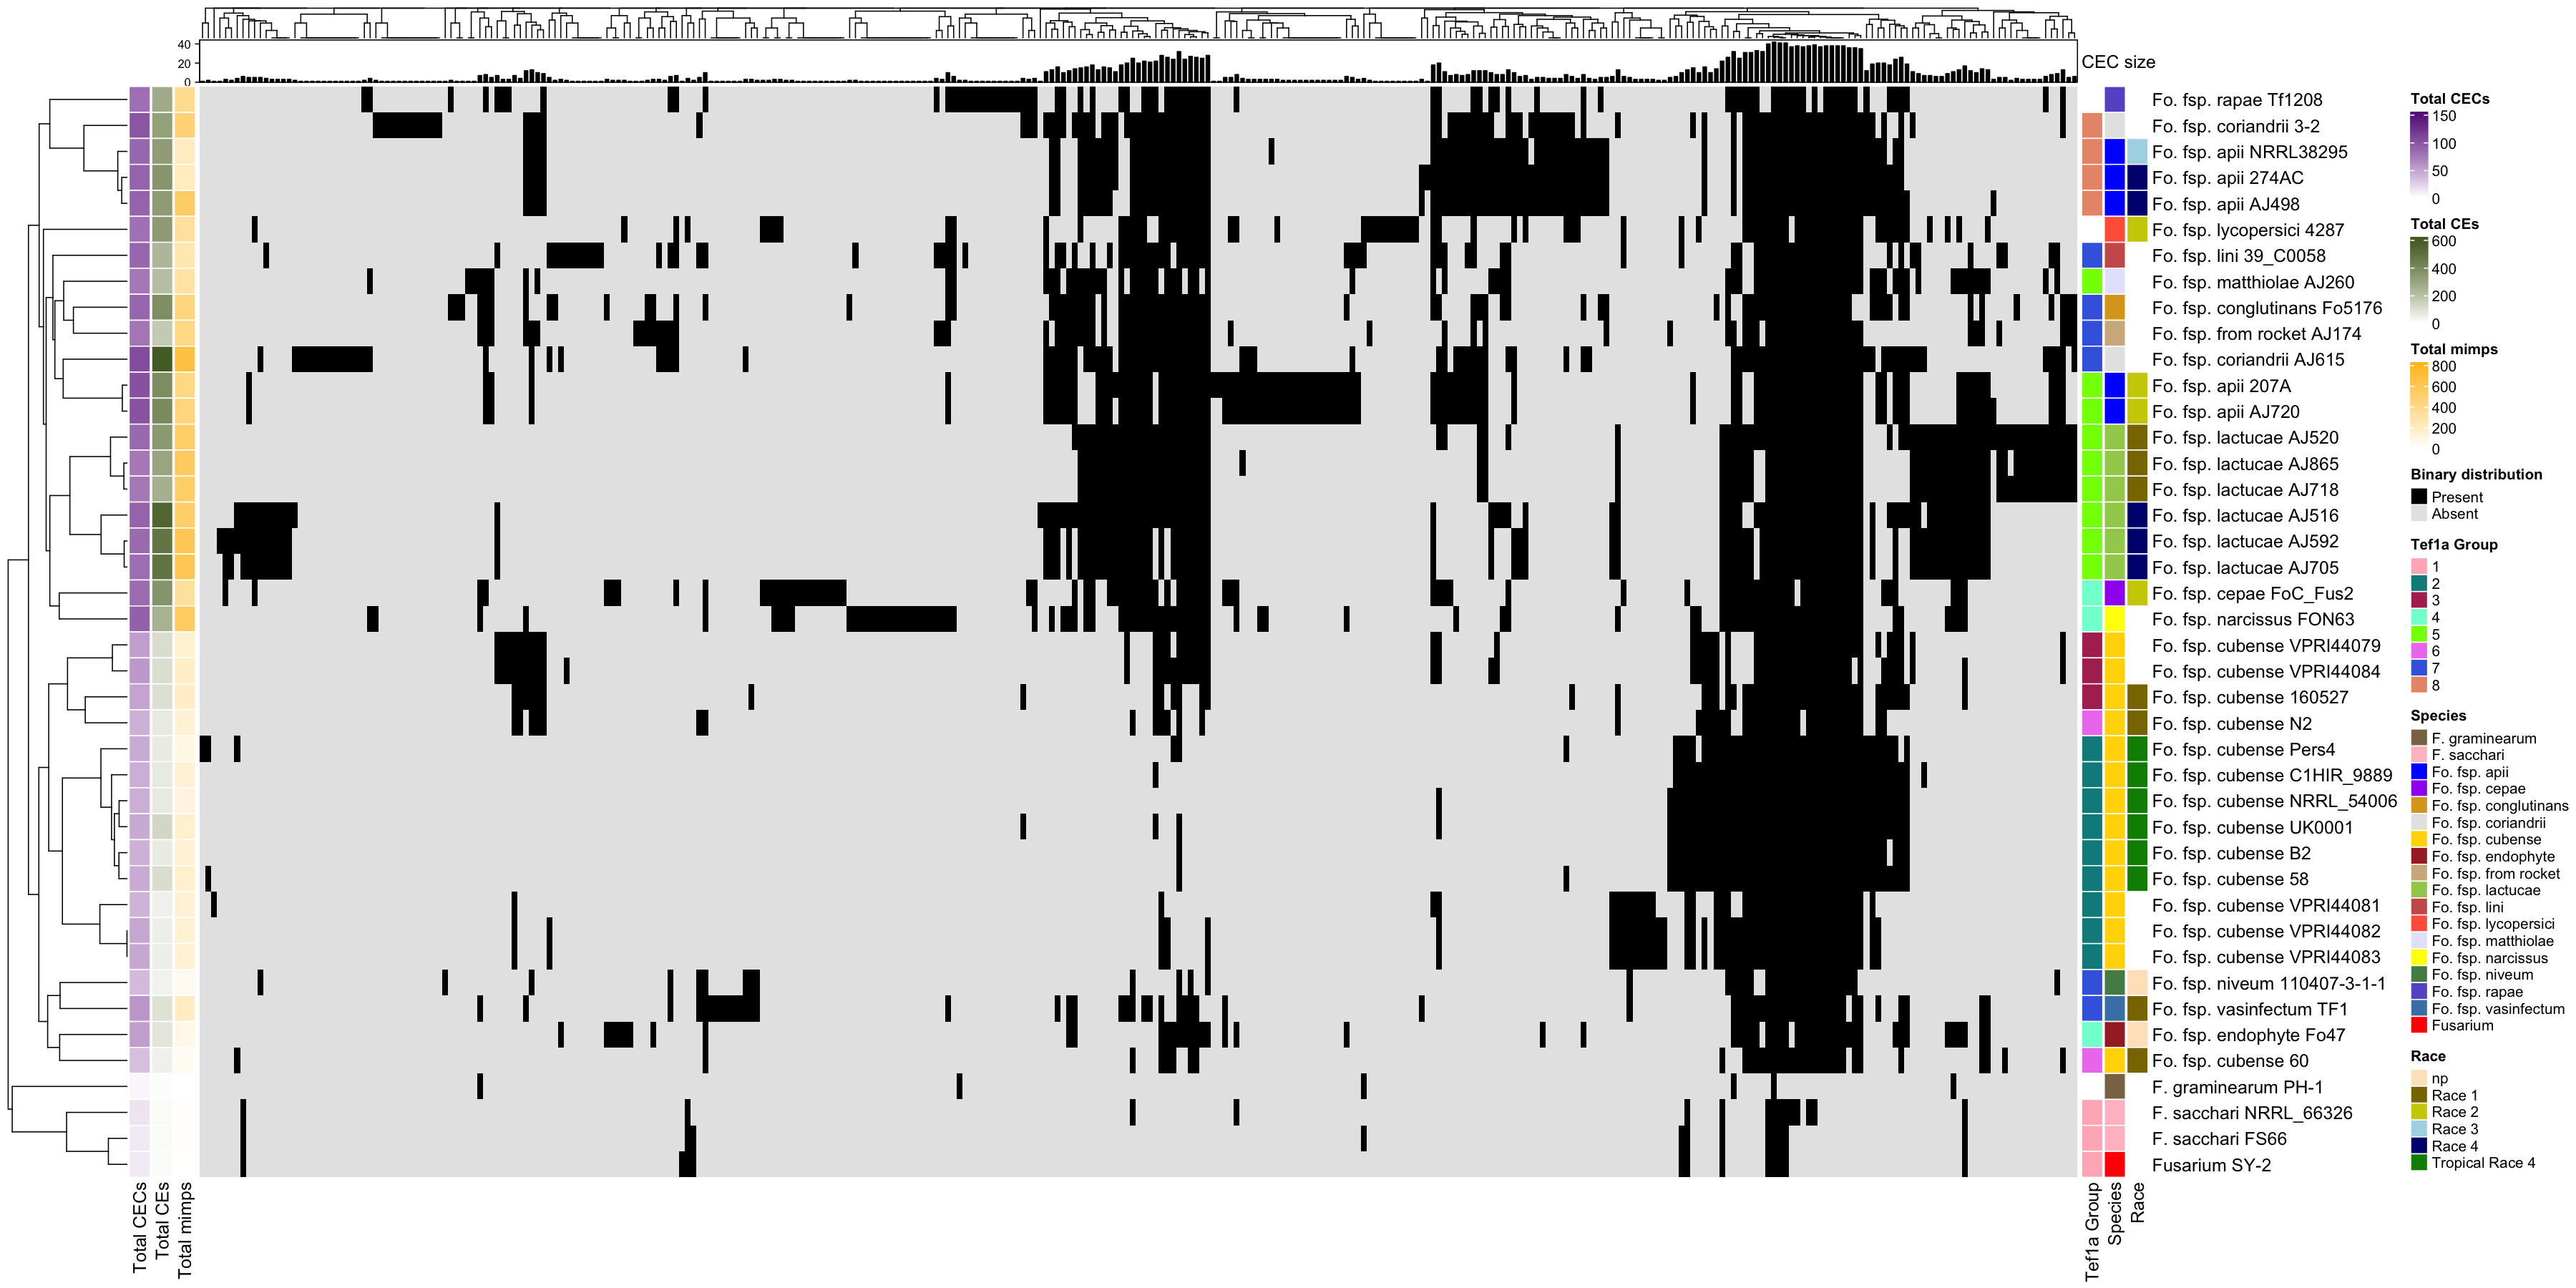 40
20
0
CEC size
Fo. fsp. rapae Tf1208
Fo. fsp. coriandrii 3-2
Fo. fsp. apii NRRL38295
Fo. fsp. apii 274AC
Fo. fsp. apii AJ498
Fo. fsp. lycopersici 4287
Fo. fsp. lini 39_C0058
Fo. fsp. matthiolae AJ260
Fo. fsp. conglutinans Fo5176
Fo. fsp. from rocket AJ174
Fo. fsp. coriandrii AJ615
Fo. fsp. apii 207A
Fo. fsp. apii AJ720
Fo. fsp. lactucae AJ520
Fo. fsp. lactucae AJ865
Fo. fsp. lactucae AJ718
Fo. fsp. lactucae AJ516
Fo. fsp. lactucae AJ592
Fo. fsp. lactucae AJ705
Fo. fsp. cepae FoC_Fus2
Fo. fsp. narcissus FON63
Fo. fsp. cubense VPRI44079
Fo. fsp. cubense VPRI44084
Fo. fsp. cubense 160527
Fo. fsp. cubense N2
Fo. fsp. cubense Pers4
Fo. fsp. cubense C1HIR_9889
Fo. fsp. cubense NRRL_54006
Fo. fsp. cubense UK0001
Fo. fsp. cubense B2
Fo. fsp. cubense 58
Fo. fsp. cubense VPRI44081
Fo. fsp. cubense VPRI44082
Fo. fsp. cubense VPRI44083
Fo. fsp. niveum 110407-3-1-1
Fo. fsp. vasinfectum TF1
Fo. fsp. endophyte Fo47
Fo. fsp. cubense 60
F. graminearum PH-1
F. sacchari NRRL_66326
F. sacchari FS66
Fusarium SY-2
Total CECs
Total CEs
Total mimps
Tef1a Group
Species
Race
Total CECs
150
100
50
0
Total CEs
600
400
200
0
Total mimps
800
600
400
200
0
Binary distribution
Present
Absent
Tef1a Group
1
2
3
4
5
6
7
8
Species
F. graminearum
F. sacchari
Fo. fsp. apii
Fo. fsp. cepae
Fo. fsp. conglutinans
Fo. fsp. coriandrii
Fo. fsp. cubense
Fo. fsp. endophyte
Fo. fsp. from rocket
Fo. fsp. lactucae
Fo. fsp. lini
Fo. fsp. lycopersici
Fo. fsp. matthiolae
Fo. fsp. narcissus
Fo. fsp. niveum
Fo. fsp. rapae
Fo. fsp. vasinfectum
Fusarium
Race
np
Race 1
Race 2
Race 3
Race 4
Tropical Race 4